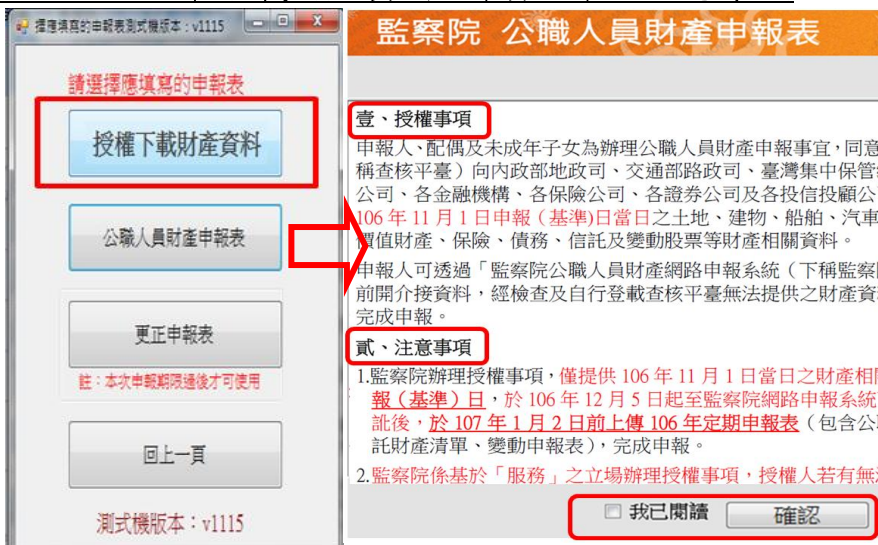 擇應填寫的申報表測式機版本：v1115
請選擇應填寫的申報表
授權下載財產資料
公職人員財產申報表
更正申報表
註：本次申報期限過後才可使用
回上一頁
測式機版本：v1115
監察院 公職人員財產申報表
壹、授權事項
申報人、配偶及未成年子女為辦理公職人員財產申報事宜，同意
稱查核平臺）向內政部地政司、交通部路政司、臺灣集中保管
公司、各金融機構、各保險公司、各證券公司及各投信投顧公
106 年 11 月 1 日申報（基準)日當日之土地、建物、船舶、汽車
價值財產、保險、債務、信託及變動股票等財產相關資料。
申報人可透過「監察院公職人員財產網路申報系統（下稱監察
前開介接資料，經檢查及自行登載查核平臺無法提供之財產資
完成申報。
貳、注意事項
1.監察院辦理授權事項，僅提供 106 年 11 月 1 日當日之財產相
報（基準）日，於 106 年 12 月 5 日起至監察院網路申報系統
訖後，於 107 年 1 月 2 日前上傳 106 年定期申報表（包含公
託財產清單、變動申報表），完成申報。
2.監察院係基於「服務」之立場辦理授權事項，授權人若有無
我已閱讀 確認